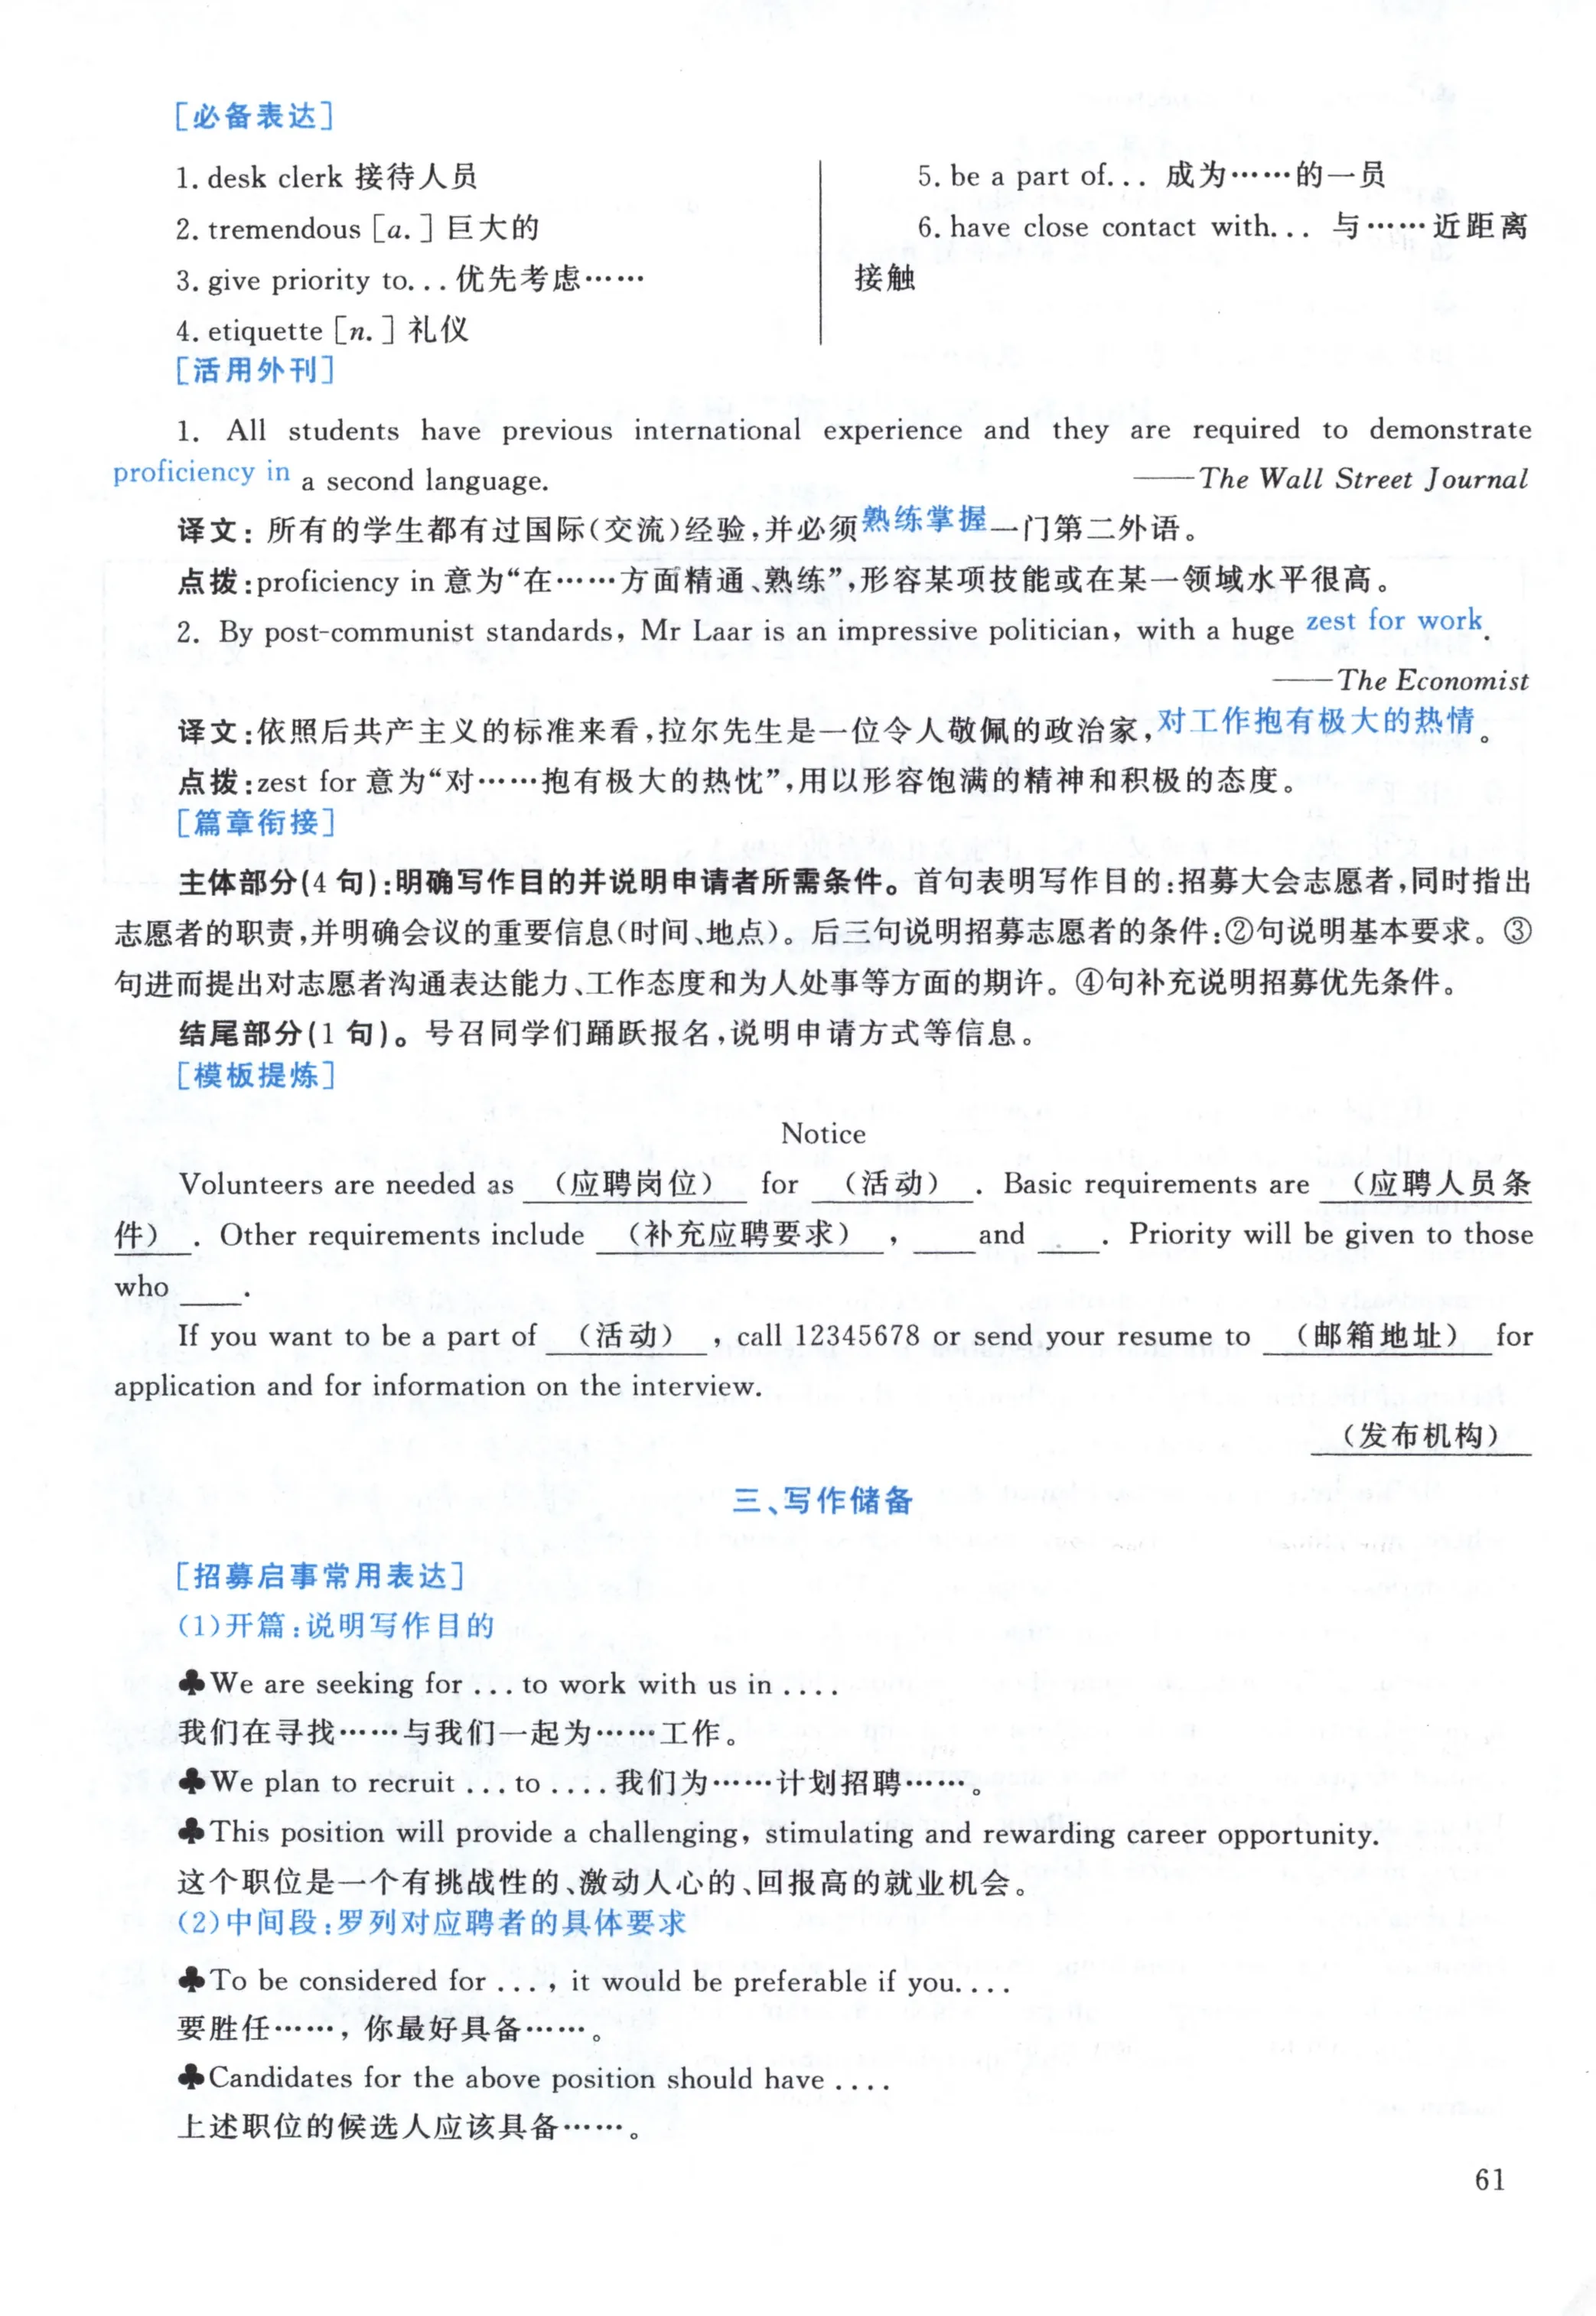 [必备表达]
1. desk clerk 接待人员
2. tremendous [a.] 巨大的
3. give priority to... 优先考虑……
4. etiquette [n.] 礼仪
5. be a part of... 成为……的一员
6. have close contact with... 与……近距离
接触
[活用外刊]
1. All students have previous international experience and they are required to demonstrate
proficiency in a second language. ——The Wall Street Journal
译文: 所有的学生都有过国际(交流)经验,并必须熟练掌握一门第二外语。
点拨:proficiency in 意为“在……方面精通、熟练”,形容某项技能或在某一领域水平很高。
2. By post-communist standards, Mr Laar is an impressive politician, with a huge zest for work.
——The Economist
译文:依照后共产主义的标准来看,拉尔先生是一位令人敬佩的政治家,对工作抱有极大的热情。
点拨:zest for 意为“对……抱有极大的热忱”,用以形容饱满的精神和积极的态度。
[篇章衔接]
主体部分(4 句):明确写作目的并说明申请者所需条件。首句表明写作目的:招募大会志愿者,同时指出
志愿者的职责,并明确会议的重要信息(时间、地点)。后三句说明招募志愿者的条件:②句说明基本要求。③
句进而提出对志愿者沟通表达能力、工作态度和为人处事等方面的期许。④句补充说明招募优先条件。
结尾部分(1 句)。号召同学们踊跃报名,说明申请方式等信息。
[模板提炼]
Notice
Volunteers are needed as (应聘岗位) for (活动) . Basic requirements are (应聘人员条
件) . Other requirements include (补充应聘要求) , ____ and ____. Priority will be given to those
who ____.
If you want to be a part of (活动) , call 12345678 or send your resume to (邮箱地址) for
application and for information on the interview.
(发布机构)
三、写作储备
[招募启事常用表达]
(1)开篇:说明写作目的
♣We are seeking for ... to work with us in ....
我们在寻找……与我们一起为……工作。
♣We plan to recruit ... to .... 我们为……计划招聘……。
♣This position will provide a challenging, stimulating and rewarding career opportunity.
这个职位是一个有挑战性的、激动人心的、回报高的就业机会。
(2)中间段:罗列对应聘者的具体要求
♣To be considered for ..., it would be preferable if you....
要胜任……, 你最好具备……。
♣Candidates for the above position should have ....
上述职位的候选人应该具备……。
61